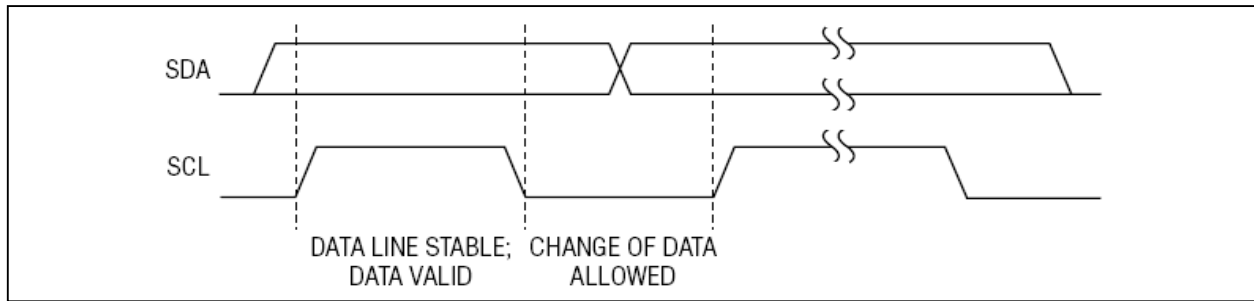 SDA
SCL
DATA LINE STABLE;
DATA VALID
CHANGE OF DATA
ALLOWED